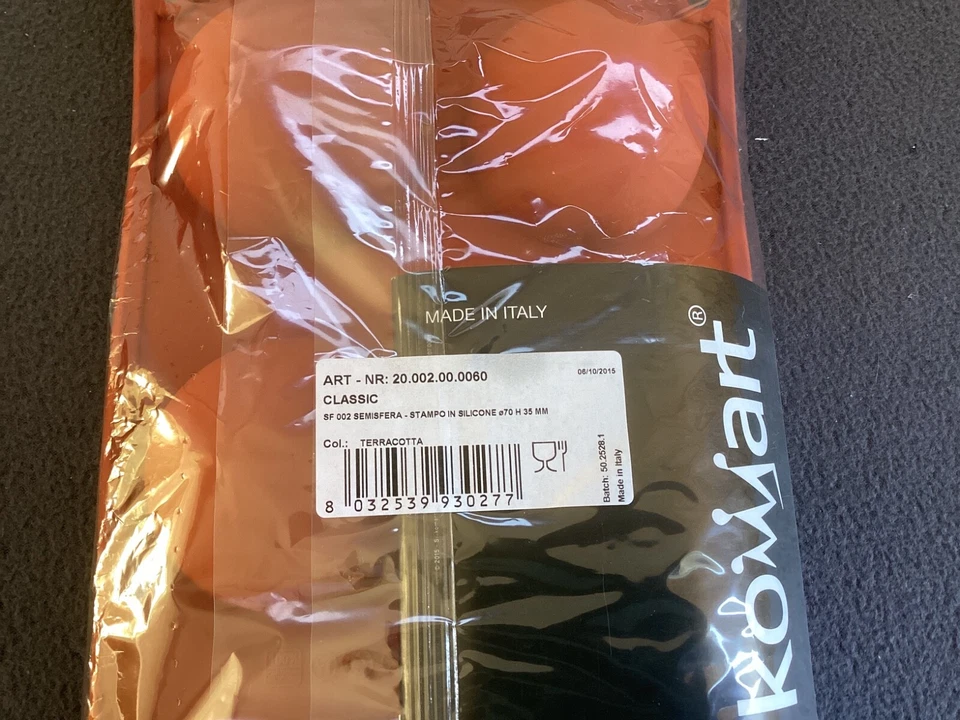 MADE IN ITALY
ART - NR: 20.002.00.0060
06/10/2015
CLASSIC
SF 002 SEMISFERA - STAMPO IN SILICONE ø70 H 35 MM
Col.: TERRACOTTA
8 032539 930277
Batch: 50.2528.1
Made in Italy
silikomart®